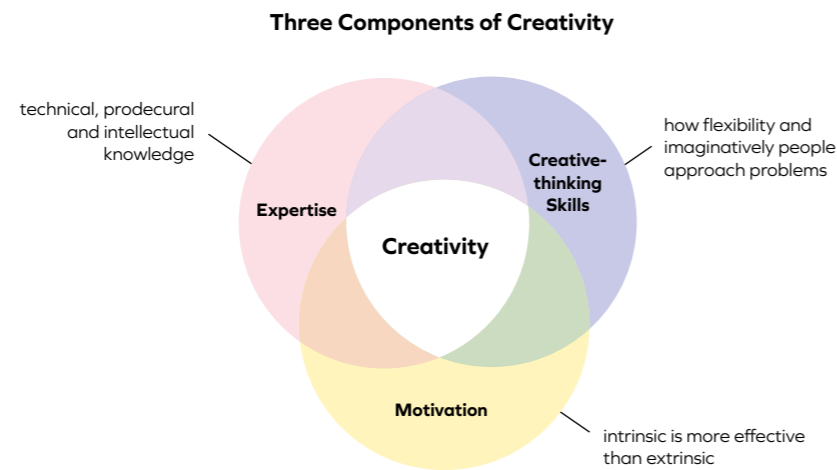 Three Components of Creativity
technical, prodecural
and intellectual
knowledge
how flexibility and
imaginatively people
approach problems
Creative-
thinking
Skills
Expertise
Creativity
Motivation
intrinsic is more effective
than extrinsic